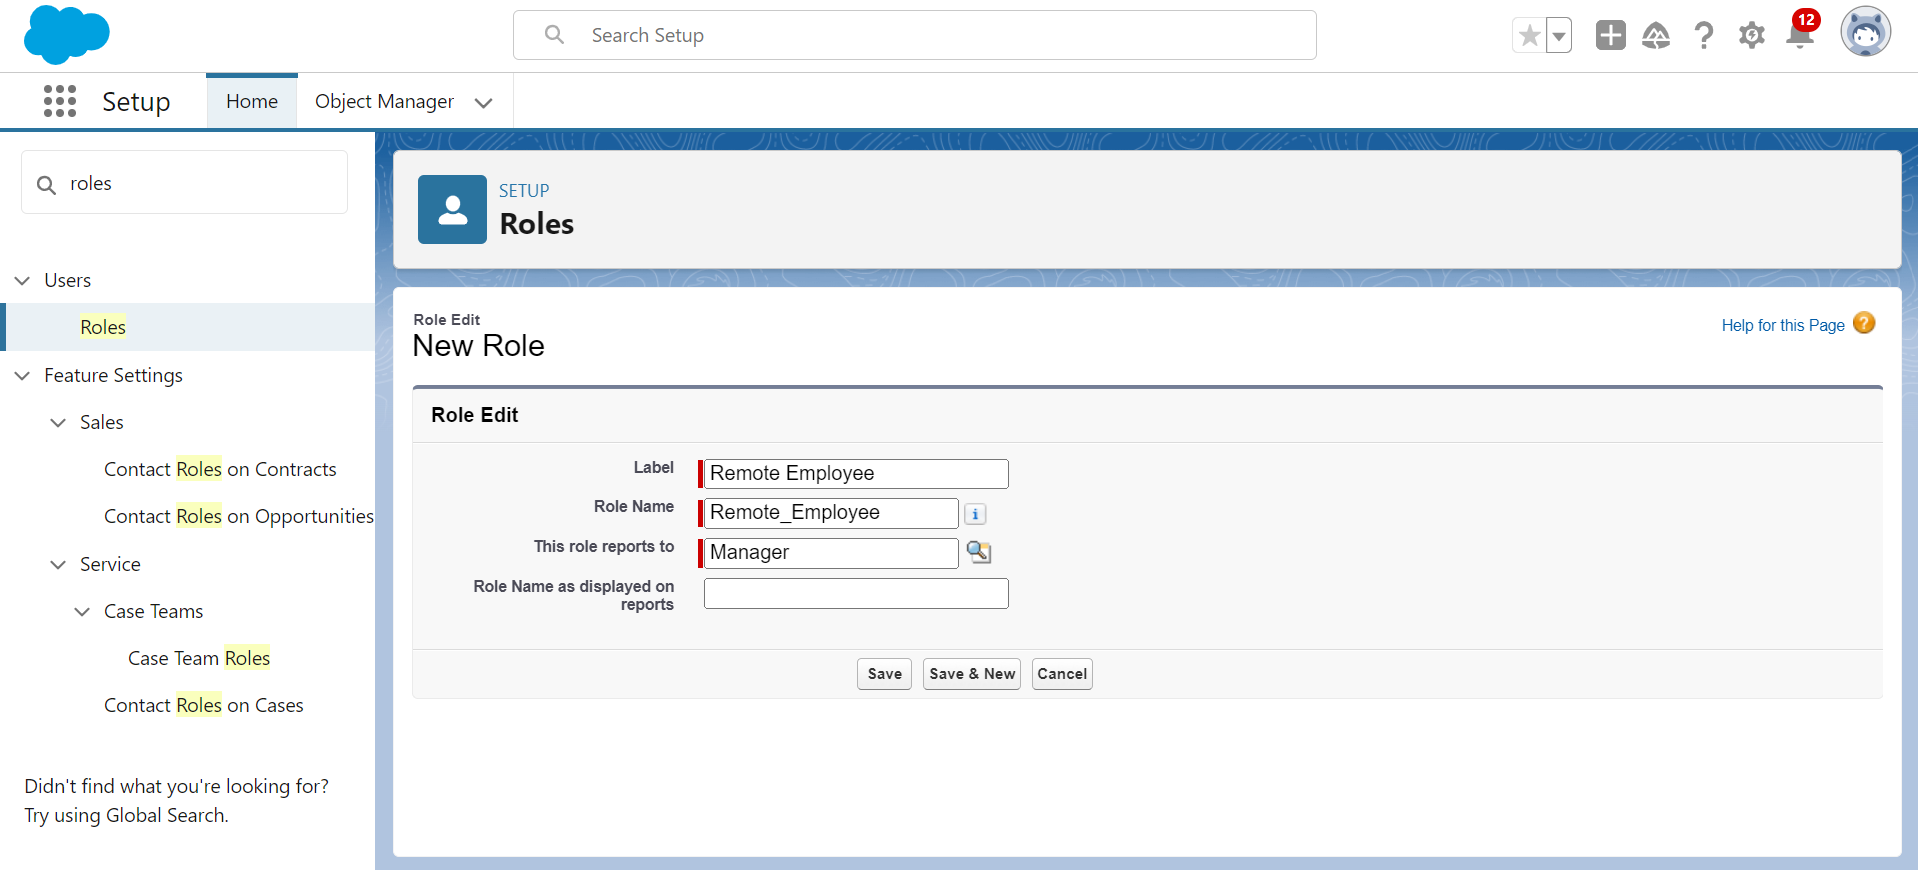 Search Setup
12
Setup
Home
Object Manager
roles
SETUP
Roles
Users
Roles
Feature Settings
Sales
Contact Roles on Contracts
Contact Roles on Opportunities
Service
Case Teams
Case Team Roles
Contact Roles on Cases
Didn't find what you're looking for?
Try using Global Search.
Role Edit
New Role
Help for this Page ?
Role Edit
Label Remote Employee
Role Name Remote_Employee i
This role reports to Manager
Role Name as displayed on
reports
Save Save & New Cancel